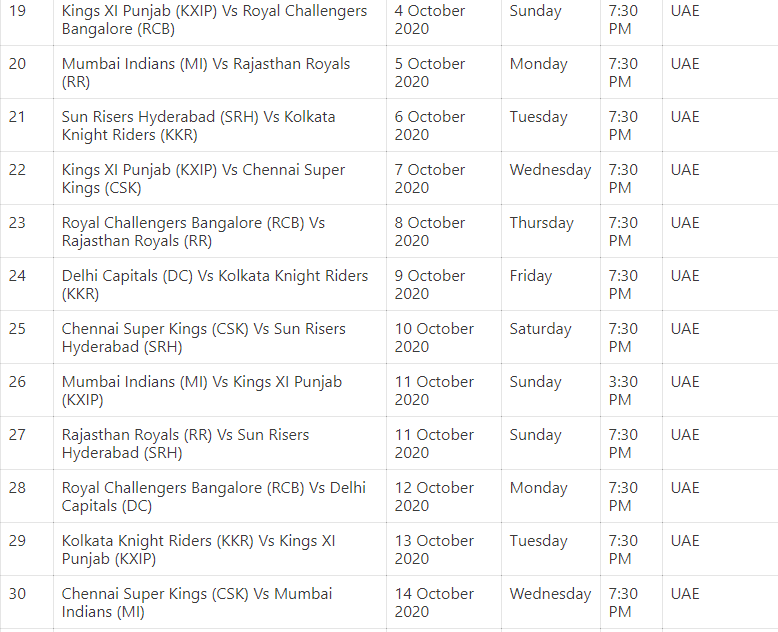 19 Kings XI Punjab (KXIP) Vs Royal Challengers 4 October Sunday 7:30 UAE
Bangalore (RCB) 2020 PM
20 Mumbai Indians (MI) Vs Rajasthan Royals 5 October Monday 7:30 UAE
(RR) 2020 PM
21 Sun Risers Hyderabad (SRH) Vs Kolkata 6 October Tuesday 7:30 UAE
Knight Riders (KKR) 2020 PM
22 Kings XI Punjab (KXIP) Vs Chennai Super 7 October Wednesday 7:30 UAE
Kings (CSK) 2020 PM
23 Royal Challengers Bangalore (RCB) Vs 8 October Thursday 7:30 UAE
Rajasthan Royals (RR) 2020 PM
24 Delhi Capitals (DC) Vs Kolkata Knight Riders 9 October Friday 7:30 UAE
(KKR) 2020 PM
25 Chennai Super Kings (CSK) Vs Sun Risers 10 October Saturday 7:30 UAE
Hyderabad (SRH) 2020 PM
26 Mumbai Indians (MI) Vs Kings XI Punjab 11 October Sunday 3:30 UAE
(KXIP) 2020 PM
27 Rajasthan Royals (RR) Vs Sun Risers 11 October Sunday 7:30 UAE
Hyderabad (SRH) 2020 PM
28 Royal Challengers Bangalore (RCB) Vs Delhi 12 October Monday 7:30 UAE
Capitals (DC) 2020 PM
29 Kolkata Knight Riders (KKR) Vs Kings XI 13 October Tuesday 7:30 UAE
Punjab (KXIP) 2020 PM
30 Chennai Super Kings (CSK) Vs Mumbai 14 October Wednesday 7:30 UAE
Indians (MI) 2020 PM